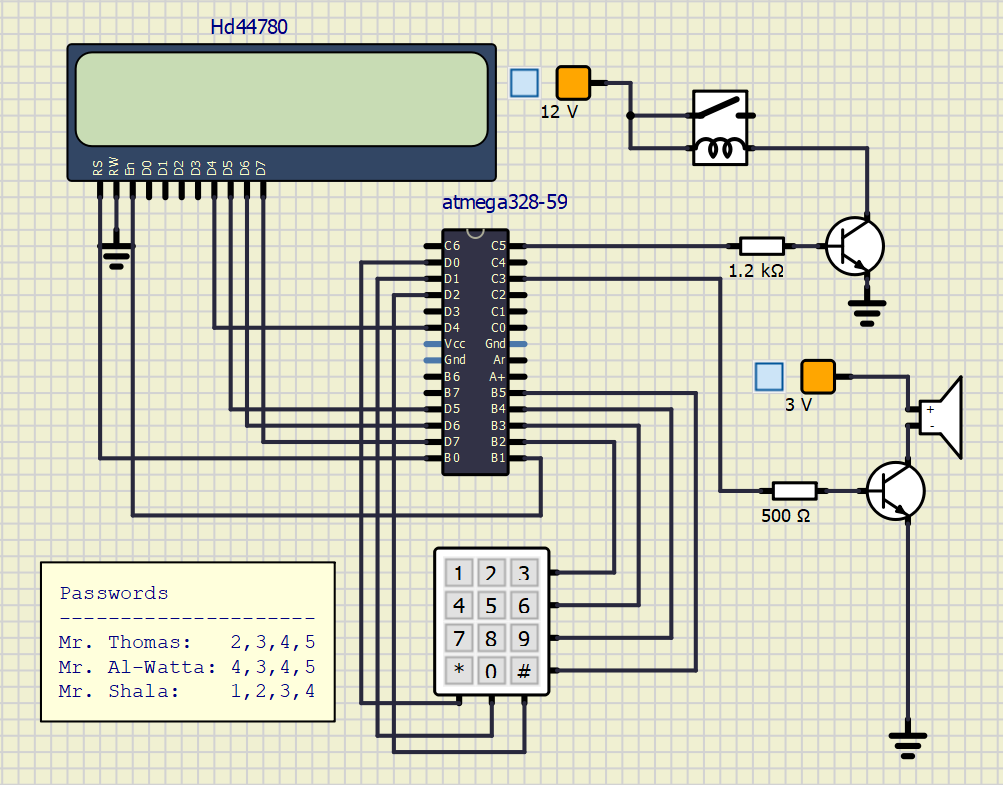 Hd44780
12 V
RS RW En D0 D1 D2 D3 D4 D5 D6 D7
atmega328-59
C6 C5
D0 C4
D1 C3
D2 C2
D3 C1
D4 C0
Vcc Gnd
Gnd Ar
B6 A+
B7 B5
D5 B4
D6 B3
D7 B2
B0 B1
1.2 kΩ
3 V
+
-
500 Ω
1 2 3
4 5 6
7 8 9
* 0 #
Passwords
---------------------
Mr. Thomas: 2,3,4,5
Mr. Al-Watta: 4,3,4,5
Mr. Shala: 1,2,3,4